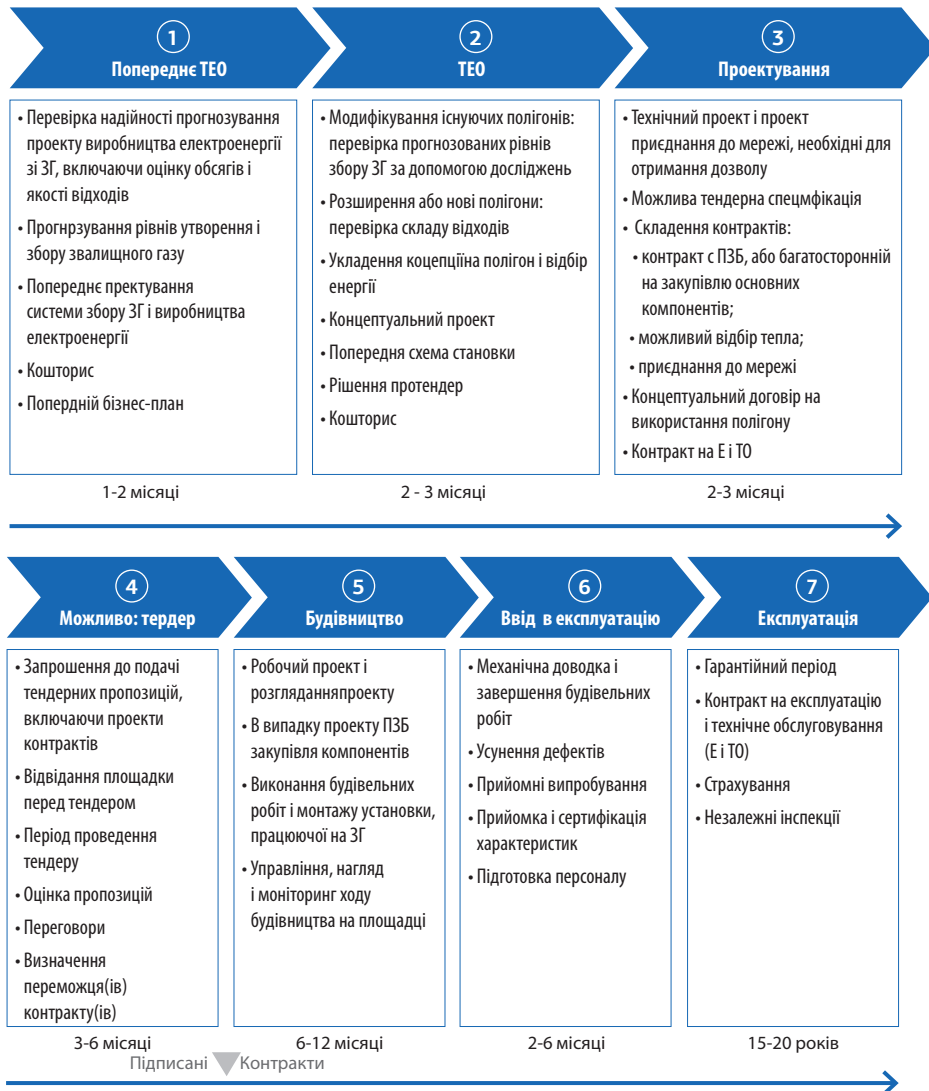 1
Попереднє ТЕО
• Перевірка надійності прогнозування
проекту виробництва електроенергії
зі ЗГ, включаючи оцінку обсягів і
якості відходів
• Прогнрзування рівнів утворення і
збору звалищного газу
• Попереднє пректування
системи збору ЗГ і виробництва
електроенергії
• Кошторис
• Попердній бізнес-план
1-2 місяці
2
ТЕО
• Модифікування існуючих полігонів:
перевірка прогнозованих рівнів
збору ЗГ за допомогою досліджень
• Розширення або нові полігони:
перевірка складу відходів
• Укладення коцепціїна полігон і відбір
енергії
• Концептуальний проект
• Попередня схема становки
• Рішення протендер
• Кошторис
2 - 3 місяці
3
Проектування
• Технічний проект і проект
приєднання до мережі, необхідні для
отримання дозволу
• Можлива тендерна спецмфікація
• Складення контрактів:
• контракт с ПЗБ, або багатосторонній
на закупівлю основних
компонентів;
• можливий відбір тепла;
• приєднання до мережі
• Концептуальний договір на
використання полігону
• Контракт на Е і ТО
2-3 місяці
4
Можливо: тердер
• Запрошення до подачі
тендерних пропозицій,
включаючи проекти
контрактів
• Відвідання площадки
перед тендером
• Період проведення
тендеру
• Оцінка пропозицій
• Переговори
• Визначення
переможця(ів)
контракту(ів)
3-6 місяці
5
Будівництво
• Робочий проект і
розгляданняпроекту
• В випадку проекту ПЗБ
закупівля компонентів
• Виконання будівельних
робіт і монтажу установки,
працюючої на ЗГ
• Управління, нагляд
і моніторинг ходу
будівництва на площадці
6-12 місяці
Підписані Контракти
6
Ввід в експлуатацію
• Механічна доводка і
завершення будівельних
робіт
• Усунення дефектів
• Прийомні випробування
• Прийомка і сертифікація
характеристик
• Підготовка персоналу
2-6 місяці
7
Експлуатація
• Гарантійний період
• Контракт на експлуатацію
і технічне обслуговування
(Е і ТО)
• Страхування
• Незалежні інспекції
15-20 років